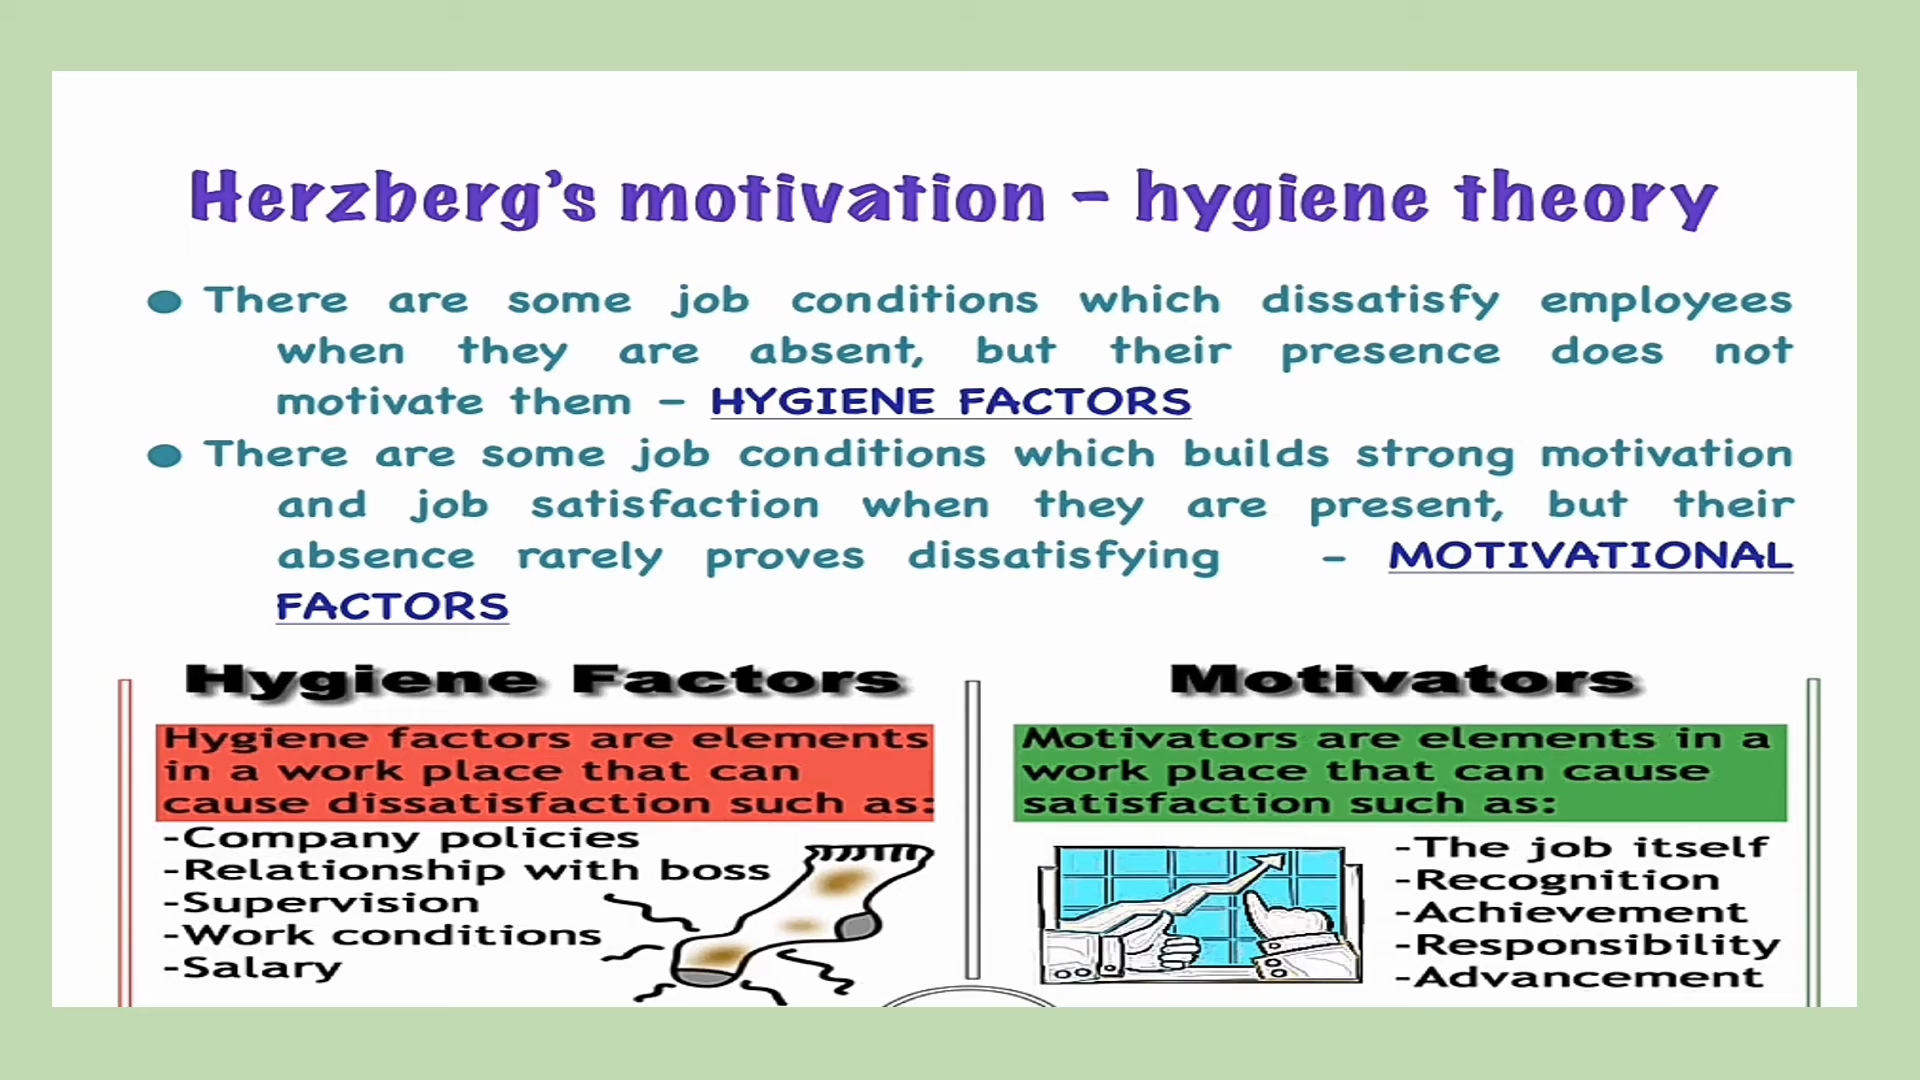 Herzberg's motivation - hygiene theory
There are some job conditions which dissatisfy employees
when they are absent, but their presence does not
motivate them - HYGIENE FACTORS
There are some job conditions which builds strong motivation
and job satisfaction when they are present, but their
absence rarely proves dissatisfying - MOTIVATIONAL
FACTORS
Hygiene Factors
Hygiene factors are elements
in a work place that can
cause dissatisfaction such as:
-Company policies
-Relationship with boss
-Supervision
-Work conditions
-Salary
Motivators
Motivators are elements in a
work place that can cause
satisfaction such as:
-The job itself
-Recognition
-Achievement
-Responsibility
-Advancement